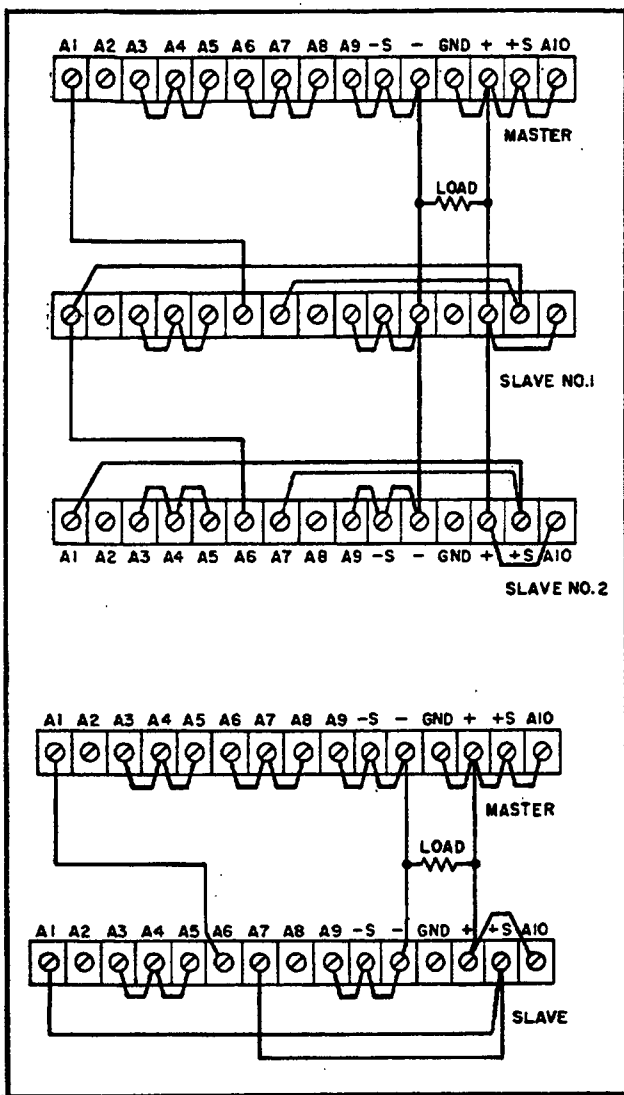 A1 A2 A3 A4 A5 A6 A7 A8 A9 -S - GND + +S A10
MASTER
LOAD
SLAVE NO.1
A1 A2 A3 A4 A5 A6 A7 A8 A9 -S - GND + +S A10
SLAVE NO.2
A1 A2 A3 A4 A5 A6 A7 A8 A9 -S - GND + +S A10
MASTER
LOAD
A1 A2 A3 A4 A5 A6 A7 A8 A9 -S - GND + +S A10
SLAVE